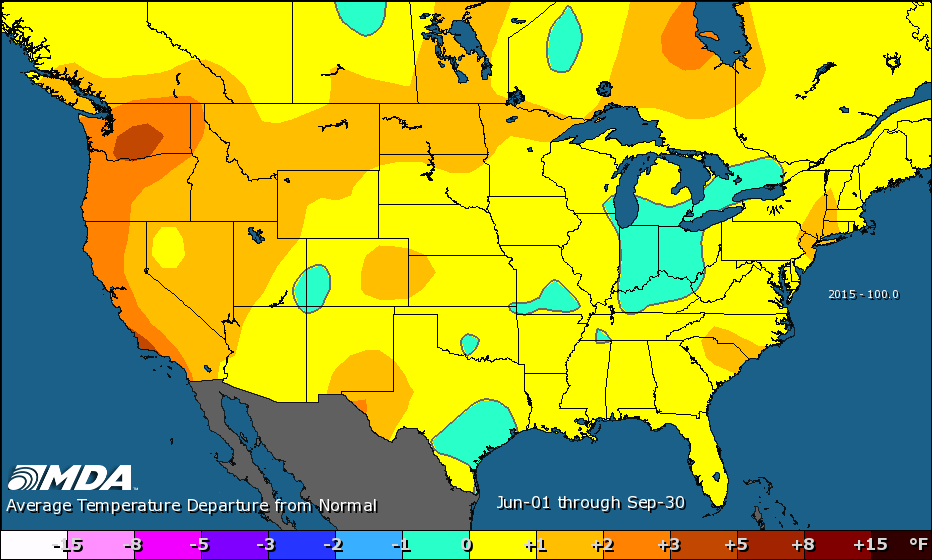 2015 - 100.0
MDA
Average Temperature Departure from Normal
Jun-01 through Sep-30
-15 -8 -5 -3 -2 -1 0 +1 +2 +3 +5 +8 +15 °F